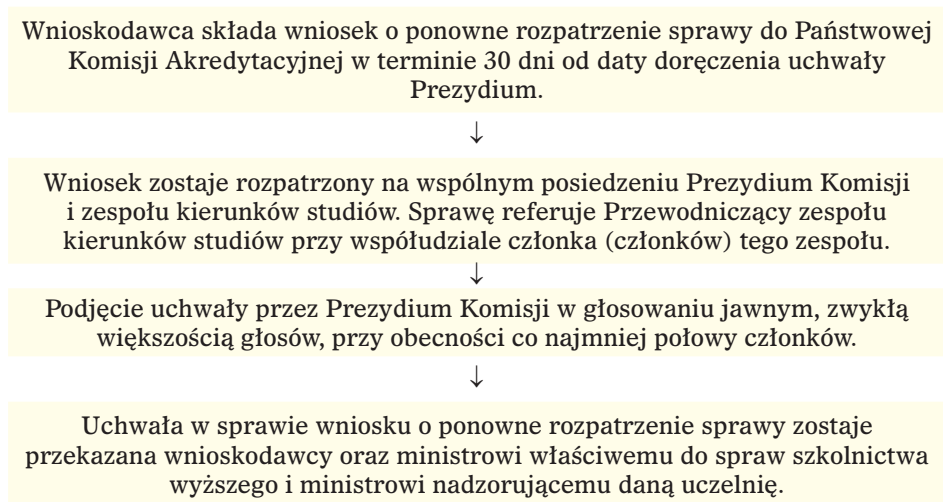 Wnioskodawca składa wniosek o ponowne rozpatrzenie sprawy do Państwowej
Komisji Akredytacyjnej w terminie 30 dni od daty doręczenia uchwały
Prezydium.
↓
Wniosek zostaje rozpatrzony na wspólnym posiedzeniu Prezydium Komisji
i zespołu kierunków studiów. Sprawę referuje Przewodniczący zespołu
kierunków studiów przy współudziale członka (członków) tego zespołu.
↓
Podjęcie uchwały przez Prezydium Komisji w głosowaniu jawnym, zwykłą
większością głosów, przy obecności co najmniej połowy członków.
↓
Uchwała w sprawie wniosku o ponowne rozpatrzenie sprawy zostaje
przekazana wnioskodawcy oraz ministrowi właściwemu do spraw szkolnictwa
wyższego i ministrowi nadzorującemu daną uczelnię.